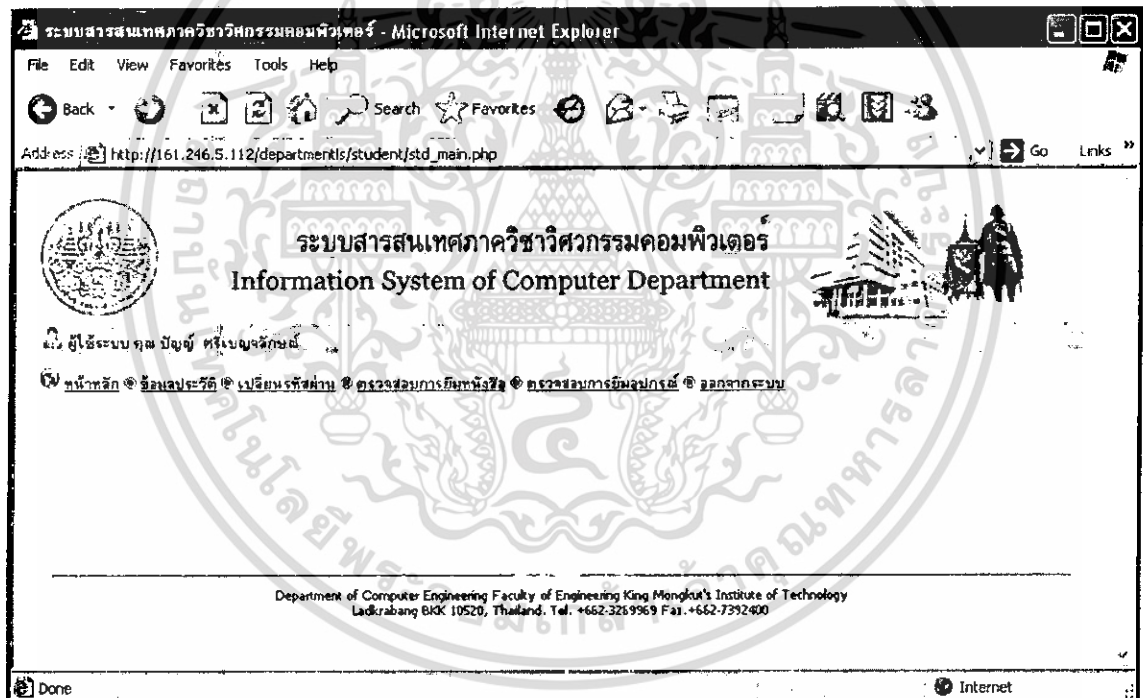 ระบบสารสนเทศภาควิชาวิศวกรรมคอมพิวเตอร์ - Microsoft Internet Explorer
File Edit View Favorites Tools Help
Back Search Favorites
Address http://161.246.5.112/departmentis/student/std_main.php Go Links »
ระบบสารสนเทศภาควิชาวิศวกรรมคอมพิวเตอร์
Information System of Computer Department
ผู้ใช้ระบบ คุณ ปัญญ์ ศรีเบญจลักษณ์
หน้าหลัก ข้อมูลประวัติ เปลี่ยนรหัสผ่าน ตรวจสอบการยืมหนังสือ ตรวจสอบการยืมอุปกรณ์ ออกจากระบบ
Department of Computer Engineering Faculty of Engineering King Mongkut's Institute of Technology
Ladkrabang BKK 10520, Thailand. Tel. +662-3269969 Fax.+662-7392400
Done Internet